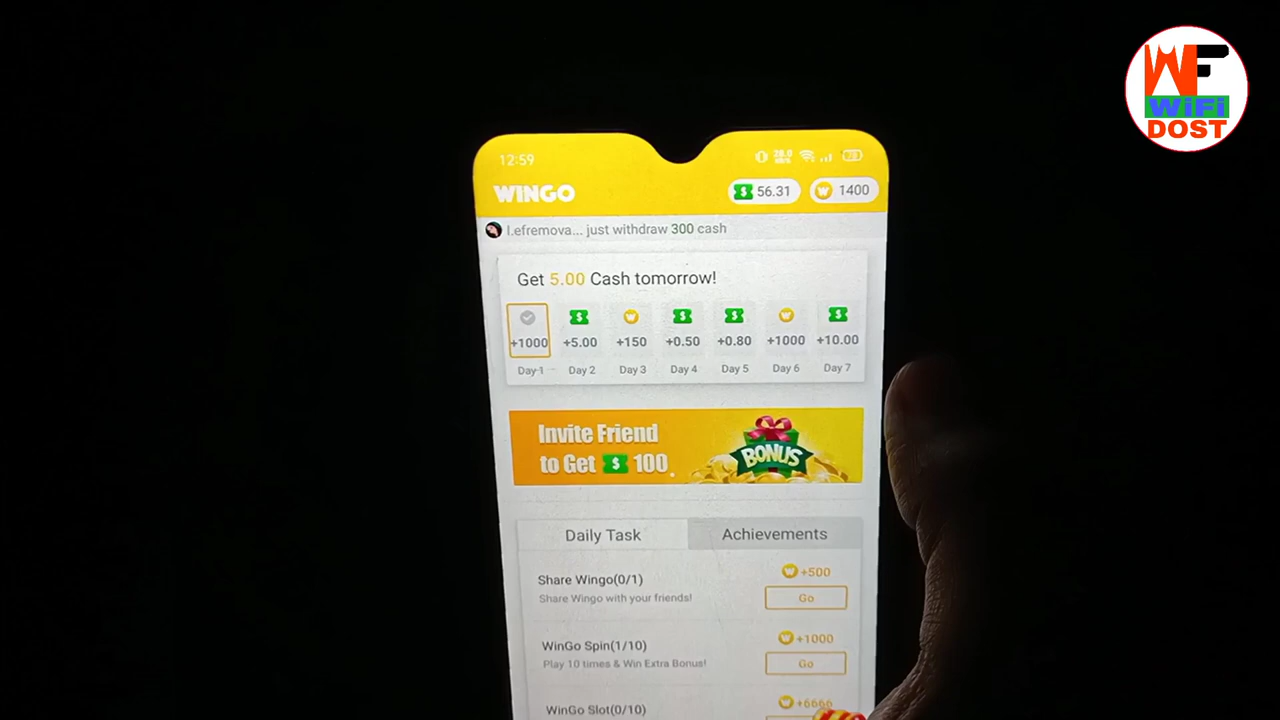 WF
WiFi
DOST
12:59
28.0
WINGO
$ 56.31
W 1400
l.efremova... just withdraw 300 cash
Get 5.00 Cash tomorrow!
$ $ $ $
W W
+1000 +5.00 +150 +0.50 +0.80 +1000 +10.00
Day 1 Day 2 Day 3 Day 4 Day 5 Day 6 Day 7
Invite Friend
to Get $ 100.
BONUS
Daily Task Achievements
Share Wingo(0/1) W +500
Share Wingo with your friends! Go
WinGo Spin(1/10) W +1000
Play 10 times & Win Extra Bonus! Go
WinGo Slot(0/10) W +6666